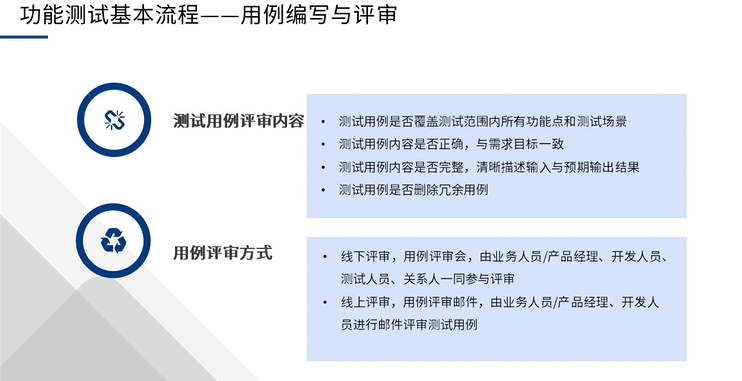 功能测试基本流程——用例编写与评审
测试用例评审内容
• 测试用例是否覆盖测试范围内所有功能点和测试场景
• 测试用例内容是否正确，与需求目标一致
• 测试用例内容是否完整，清晰描述输入与预期输出结果
• 测试用例是否删除冗余用例
用例评审方式
• 线下评审，用例评审会，由业务人员/产品经理、开发人员、
测试人员、关系人一同参与评审
• 线上评审，用例评审邮件，由业务人员/产品经理、开发人
员进行邮件评审测试用例